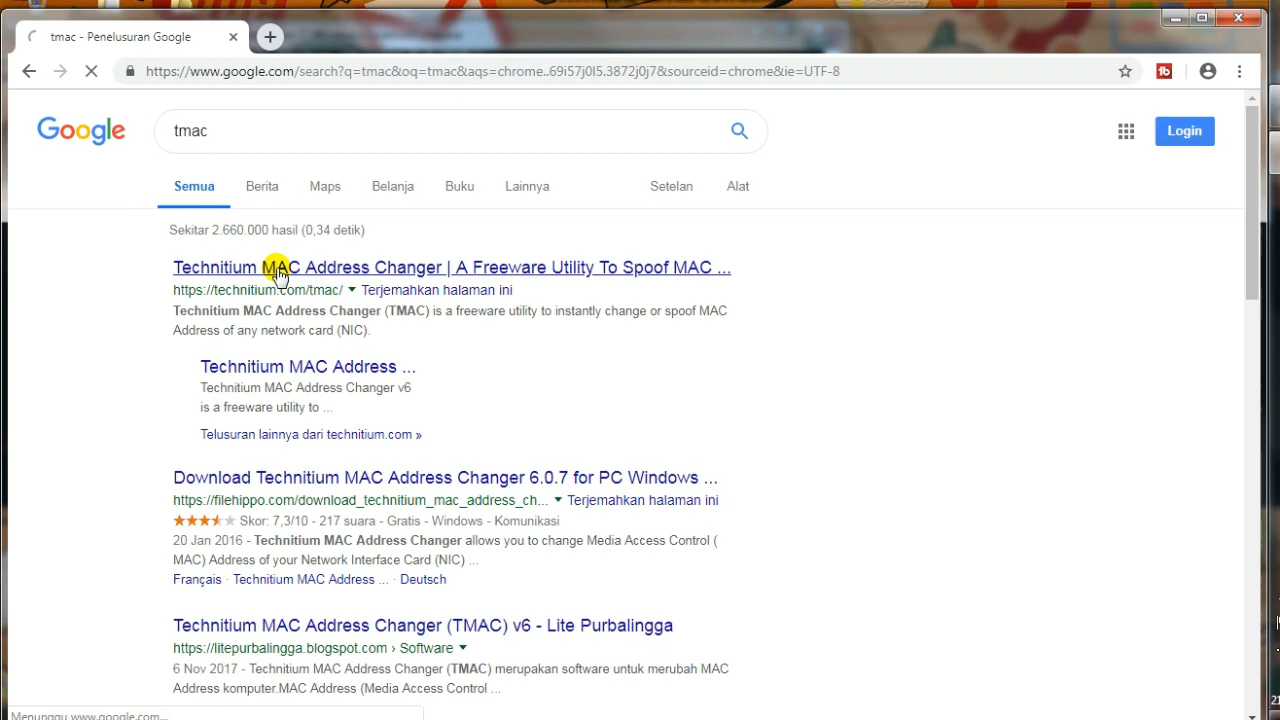 tmac - Penelusuran Google
https://www.google.com/search?q=tmac&oq=tmac&aqs=chrome..69i57j0l5.3872j0j7&sourceid=chrome&ie=UTF-8
Google
tmac
Login
Semua Berita Maps Belanja Buku Lainnya Setelan Alat
Sekitar 2.660.000 hasil (0,34 detik)
Technitium MAC Address Changer | A Freeware Utility To Spoof MAC ...
https://technitium.com/tmac/ Terjemahkan halaman ini
Technitium MAC Address Changer (TMAC) is a freeware utility to instantly change or spoof MAC
Address of any network card (NIC).
Technitium MAC Address ...
Technitium MAC Address Changer v6
is a freeware utility to ...
Telusuran lainnya dari technitium.com »
Download Technitium MAC Address Changer 6.0.7 for PC Windows ...
https://filehippo.com/download_technitium_mac_address_ch... Terjemahkan halaman ini
Skor: 7,3/10 - 217 suara - Gratis - Windows - Komunikasi
20 Jan 2016 - Technitium MAC Address Changer allows you to change Media Access Control (
MAC) Address of your Network Interface Card (NIC) ...
Français · Technitium MAC Address ... · Deutsch
Technitium MAC Address Changer (TMAC) v6 - Lite Purbalingga
https://litepurbalingga.blogspot.com › Software
6 Nov 2017 - Technitium MAC Address Changer (TMAC) merupakan software untuk merubah MAC
Address komputer.MAC Address (Media Access Control ...
Menunggu www.google.com...